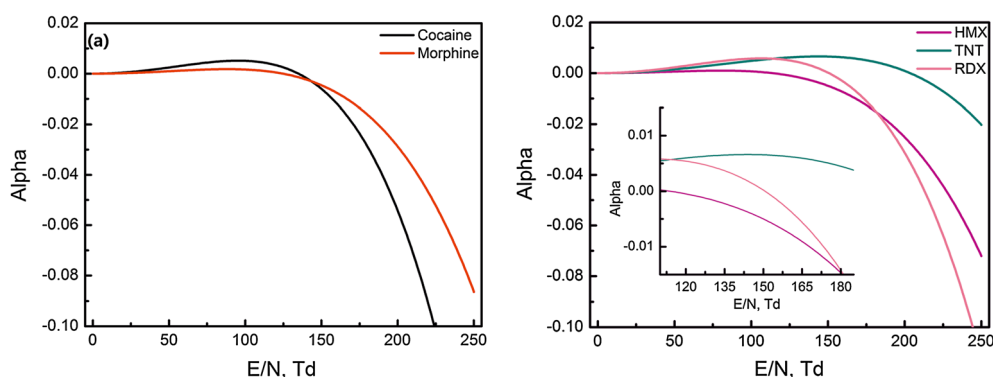 (a)
Cocaine
Morphine
0.02
0.00
-0.02
-0.04
-0.06
-0.08
-0.10
Alpha
0 50 100 150 200 250
E/N, Td
HMX
TNT
RDX
0.02
0.00
-0.02
-0.04
-0.06
-0.08
-0.10
Alpha
0.01
0.00
-0.01
Alpha
120 135 150 165 180
E/N, Td
0 50 100 150 200 250
E/N, Td